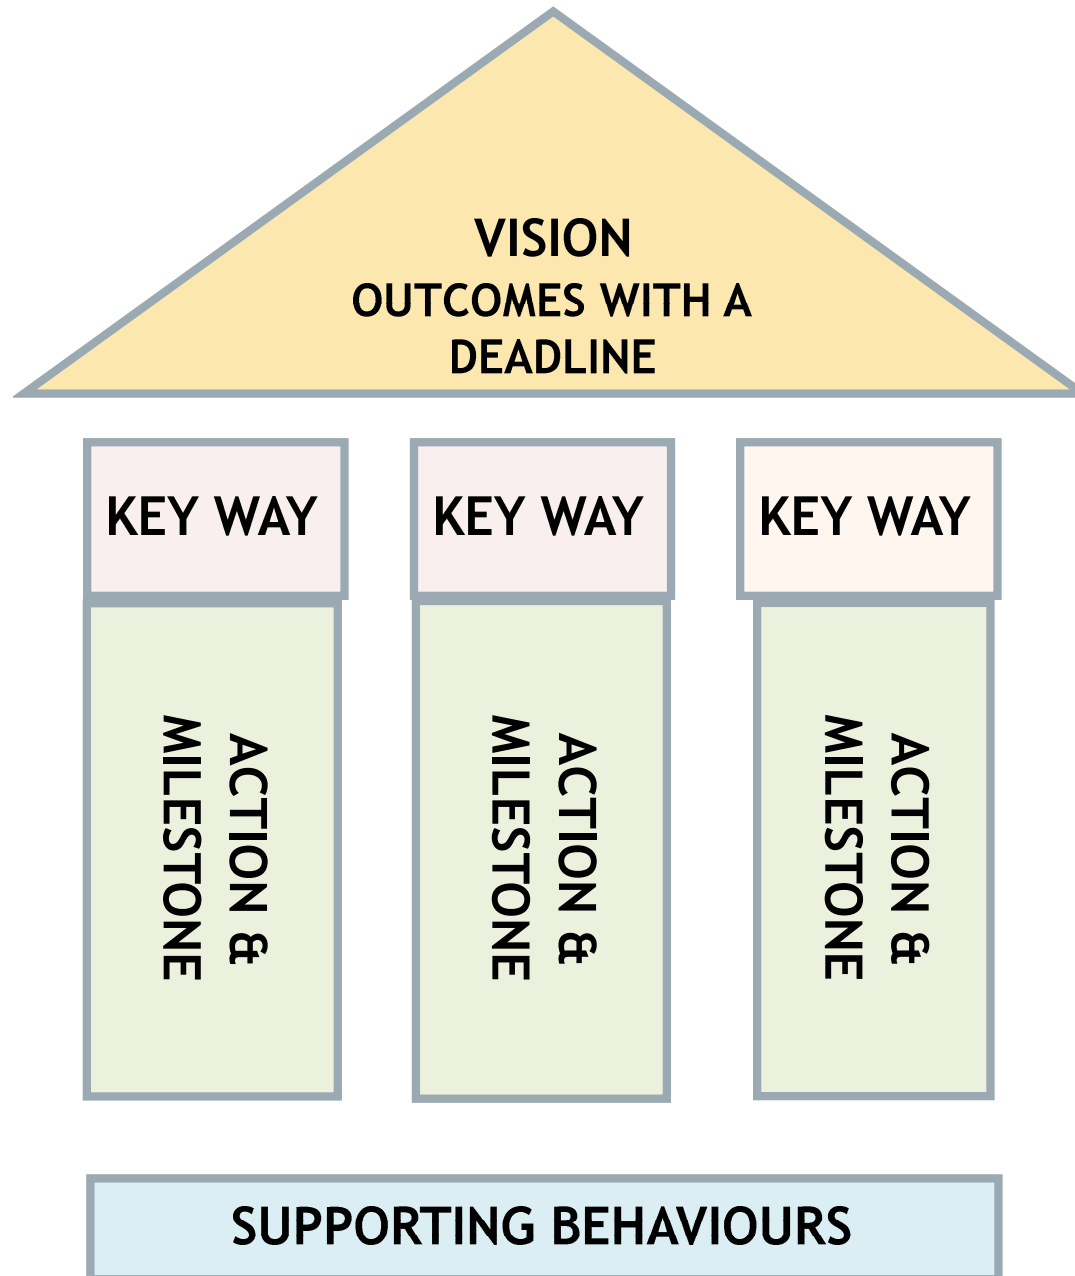 VISION
OUTCOMES WITH A
DEADLINE
KEY WAY
KEY WAY
KEY WAY
ACTION &
MILESTONE
ACTION &
MILESTONE
ACTION &
MILESTONE
SUPPORTING BEHAVIOURS